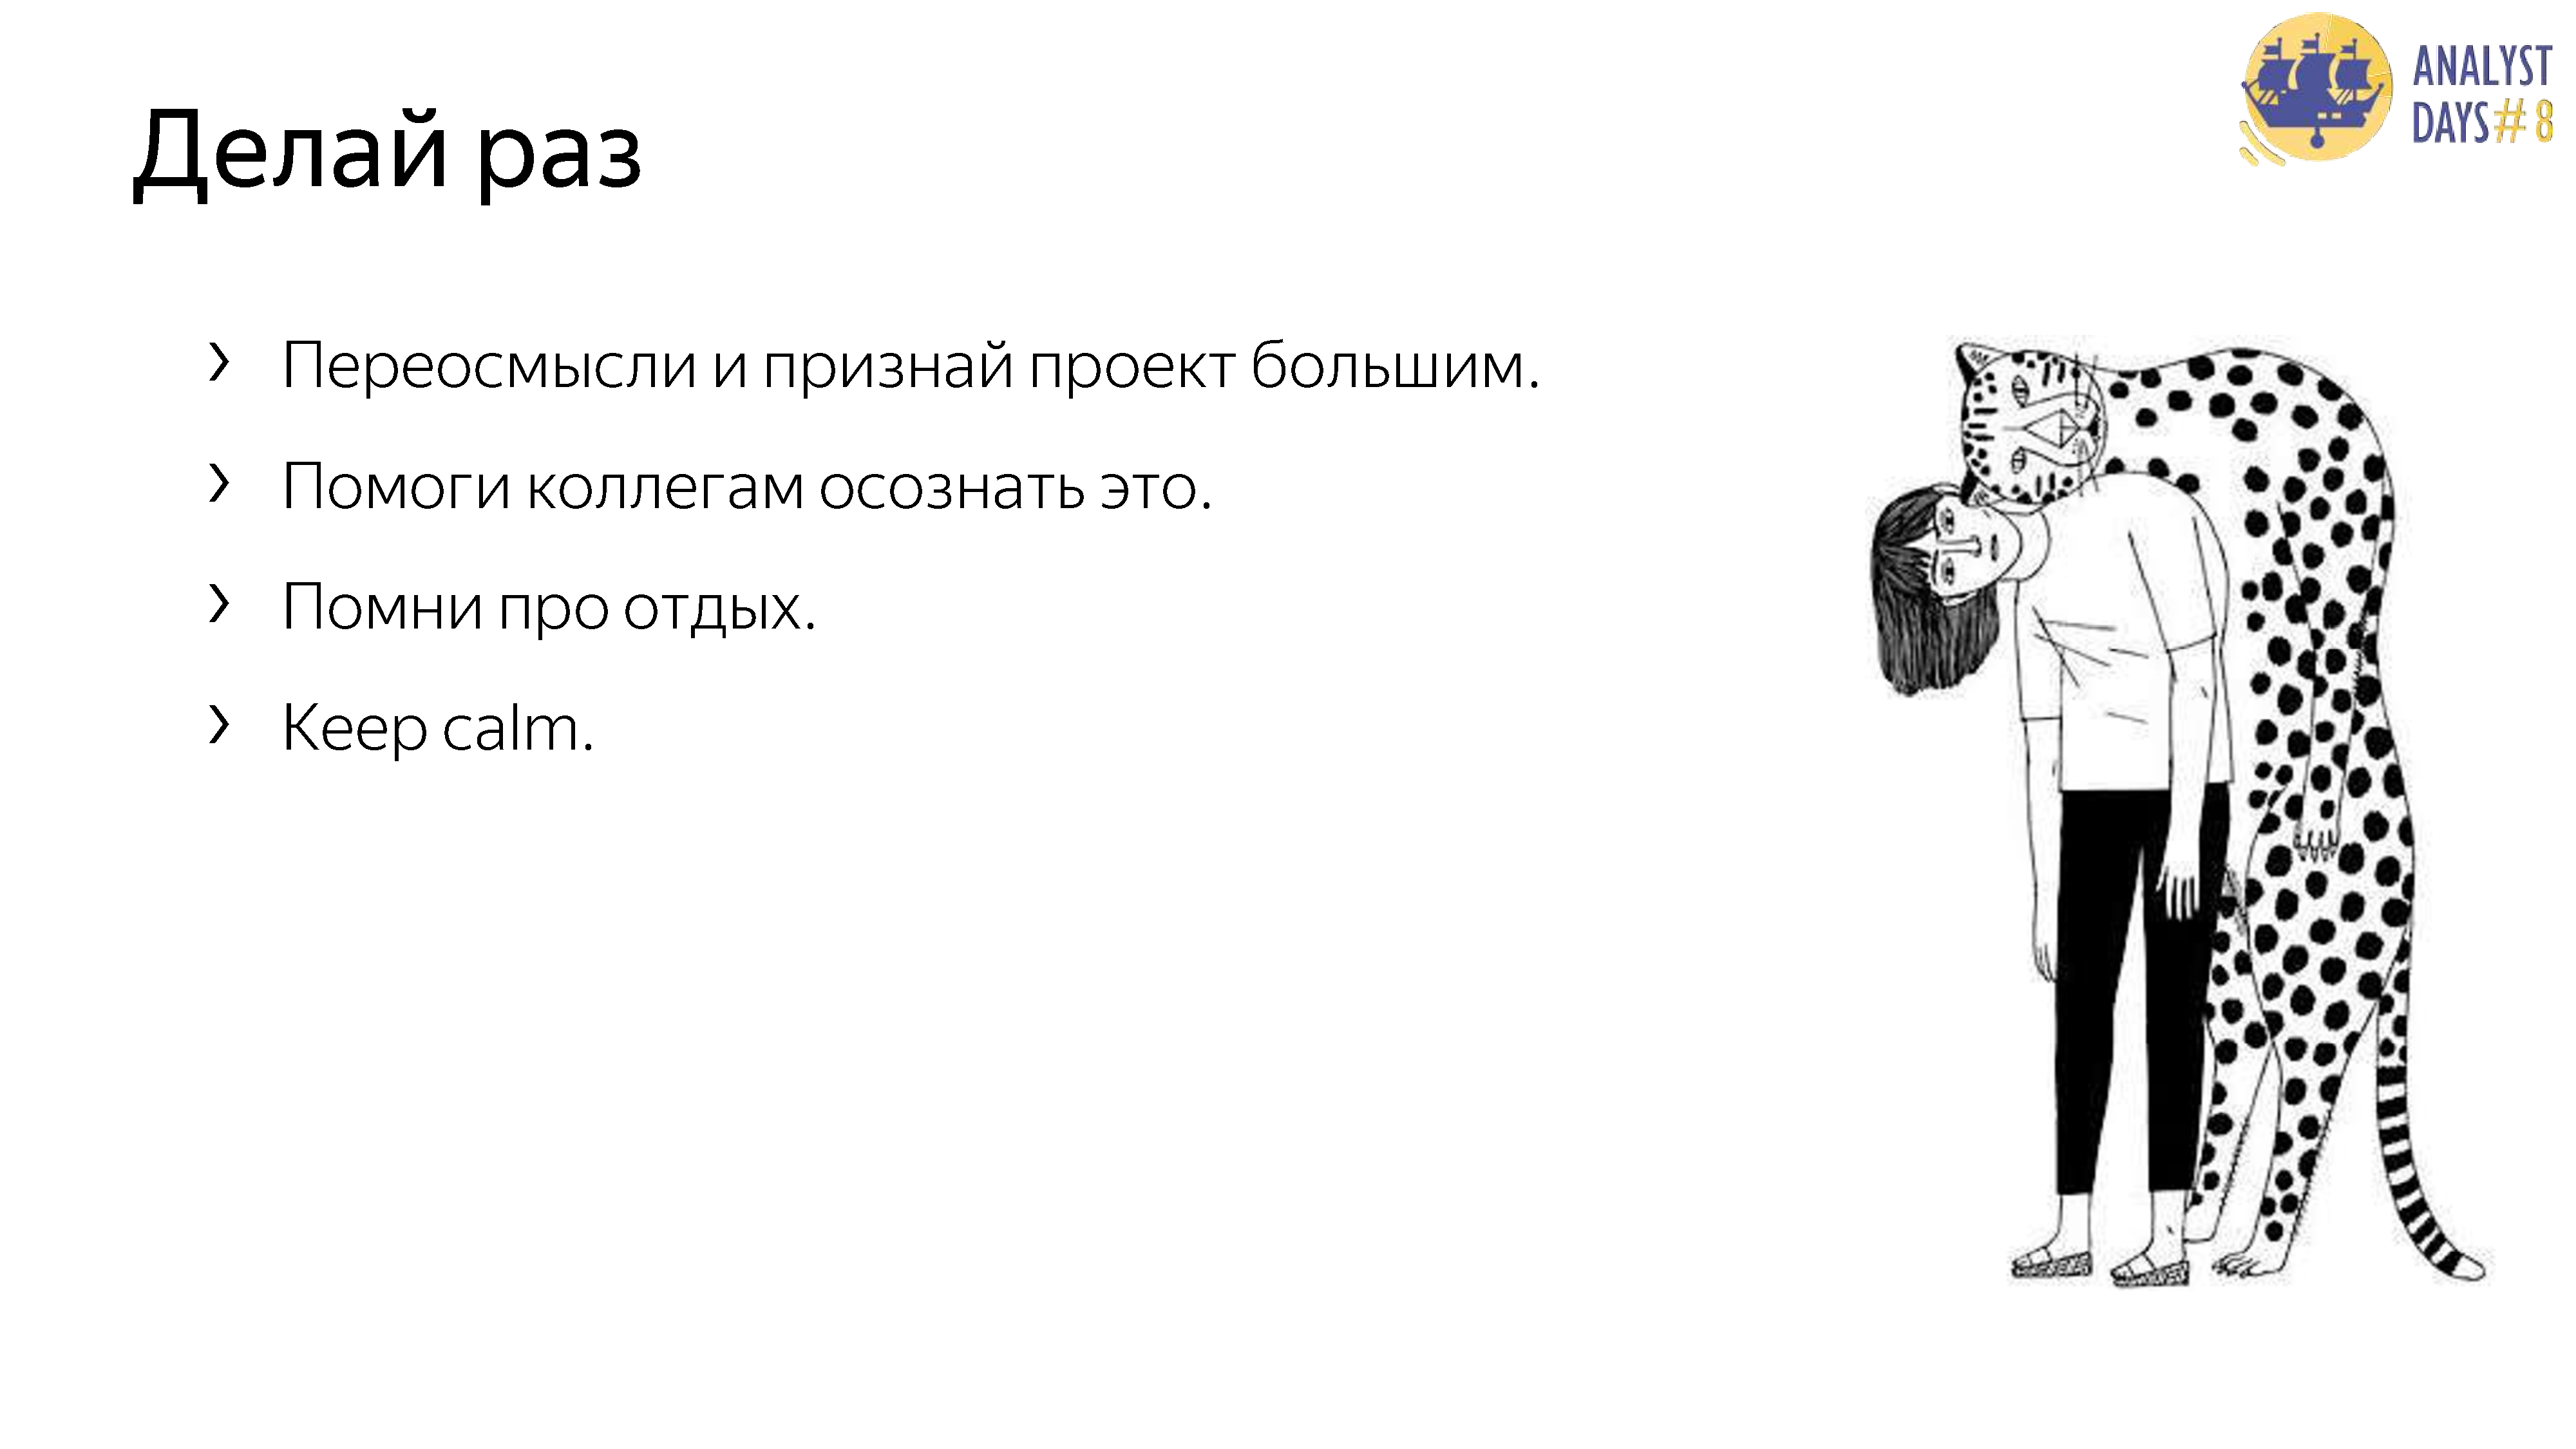 ANALYST
DAYS#8
Делай раз
› Переосмысли и признай проект большим.
› Помоги коллегам осознать это.
› Помни про отдых.
› Keep calm.